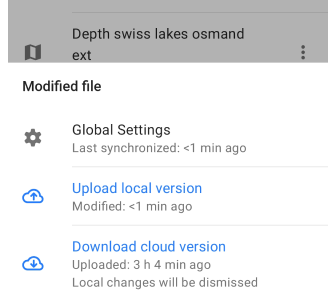 Depth swiss lakes osmand
ext
Modified file
Global Settings
Last synchronized: <1 min ago
Upload local version
Modified: <1 min ago
Download cloud version
Uploaded: 3 h 4 min ago
Local changes will be dismissed